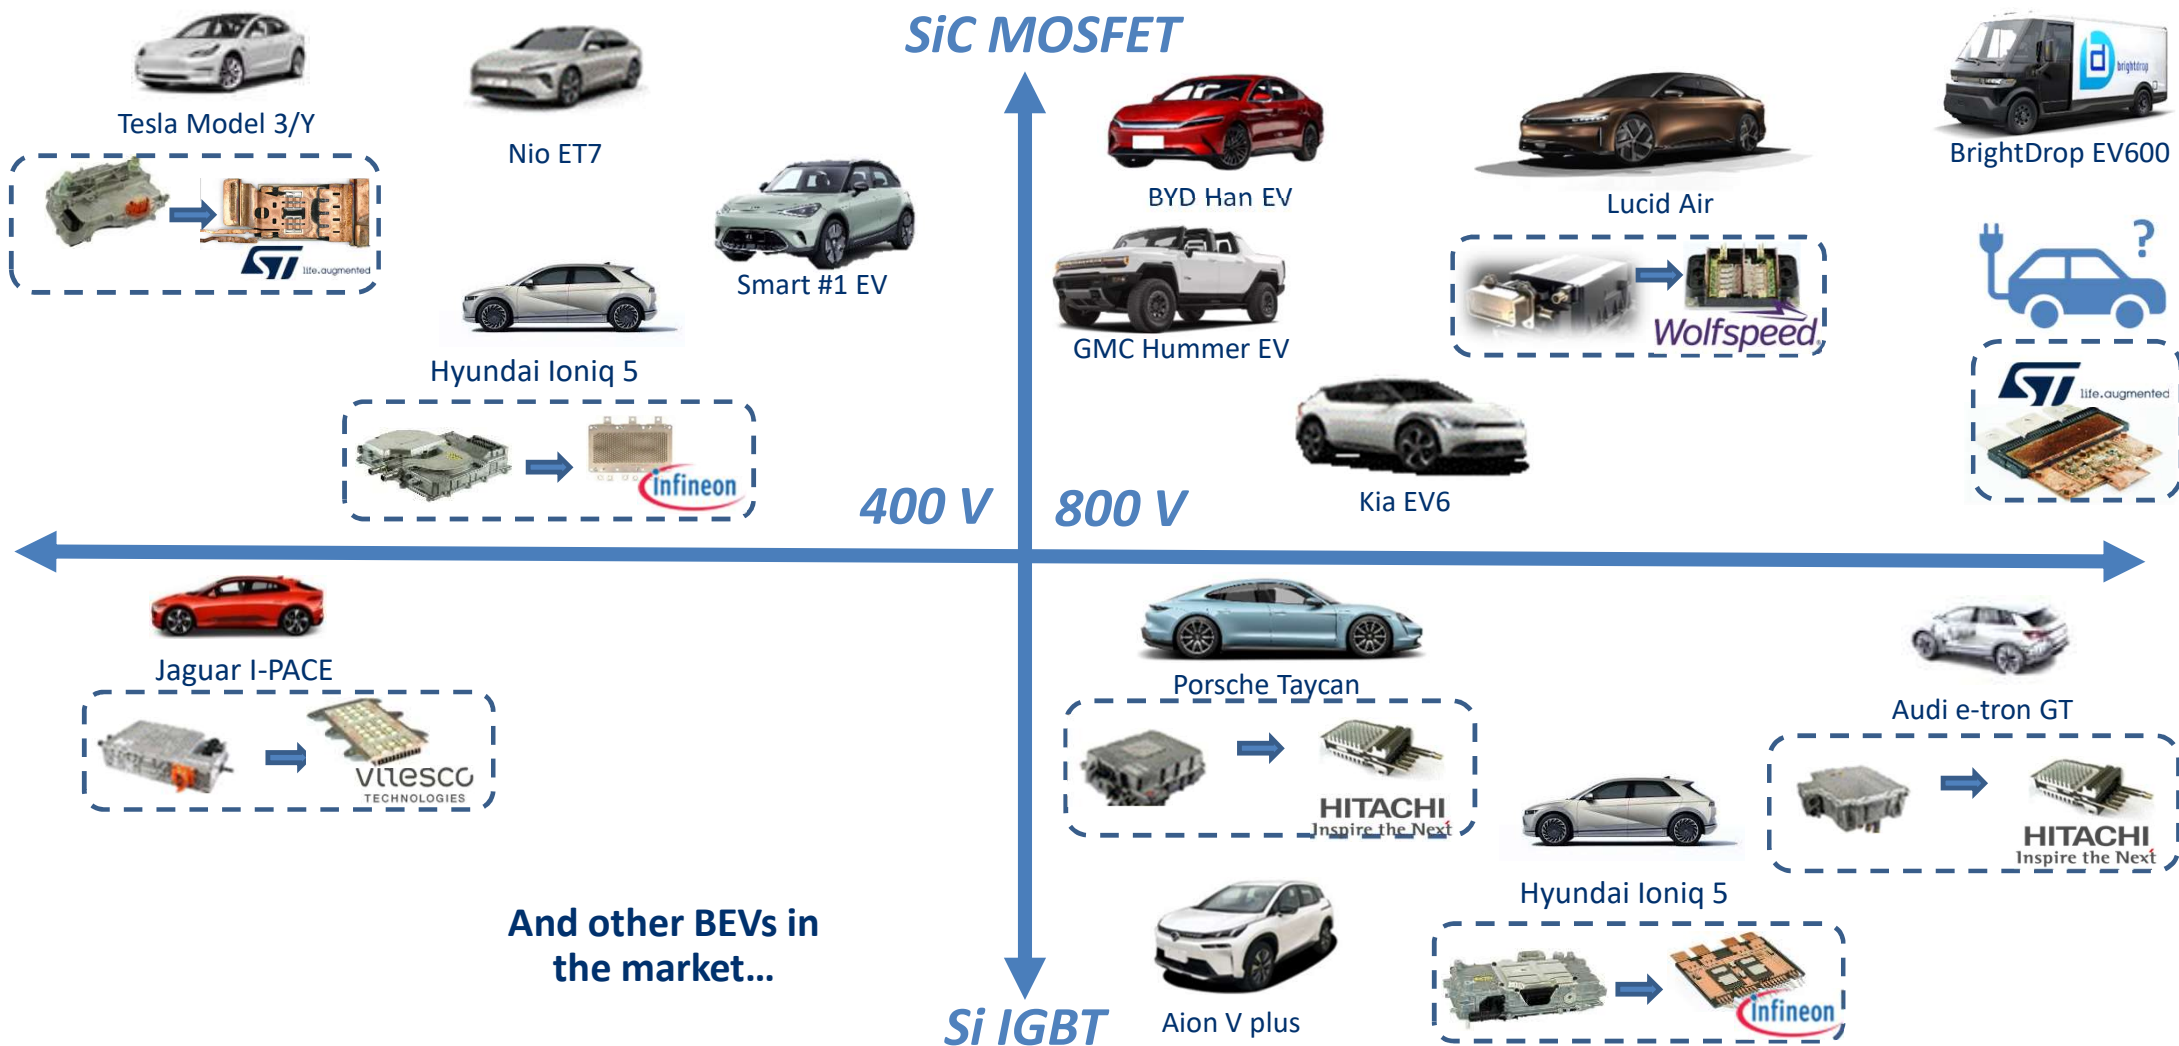 SiC MOSFET
Tesla Model 3/Y
life.augmented
Nio ET7
Smart #1 EV
Hyundai Ioniq 5
infineon
400 V
800 V
BYD Han EV
GMC Hummer EV
Lucid Air
Wolfspeed
Kia EV6
d brightdrop
BrightDrop EV600
?
life.augmented
Jaguar I-PACE
vitesco
TECHNOLOGIES
And other BEVs in
the market...
Si IGBT
Porsche Taycan
HITACHI
Inspire the Next
Aion V plus
Hyundai Ioniq 5
infineon
Audi e-tron GT
HITACHI
Inspire the Next